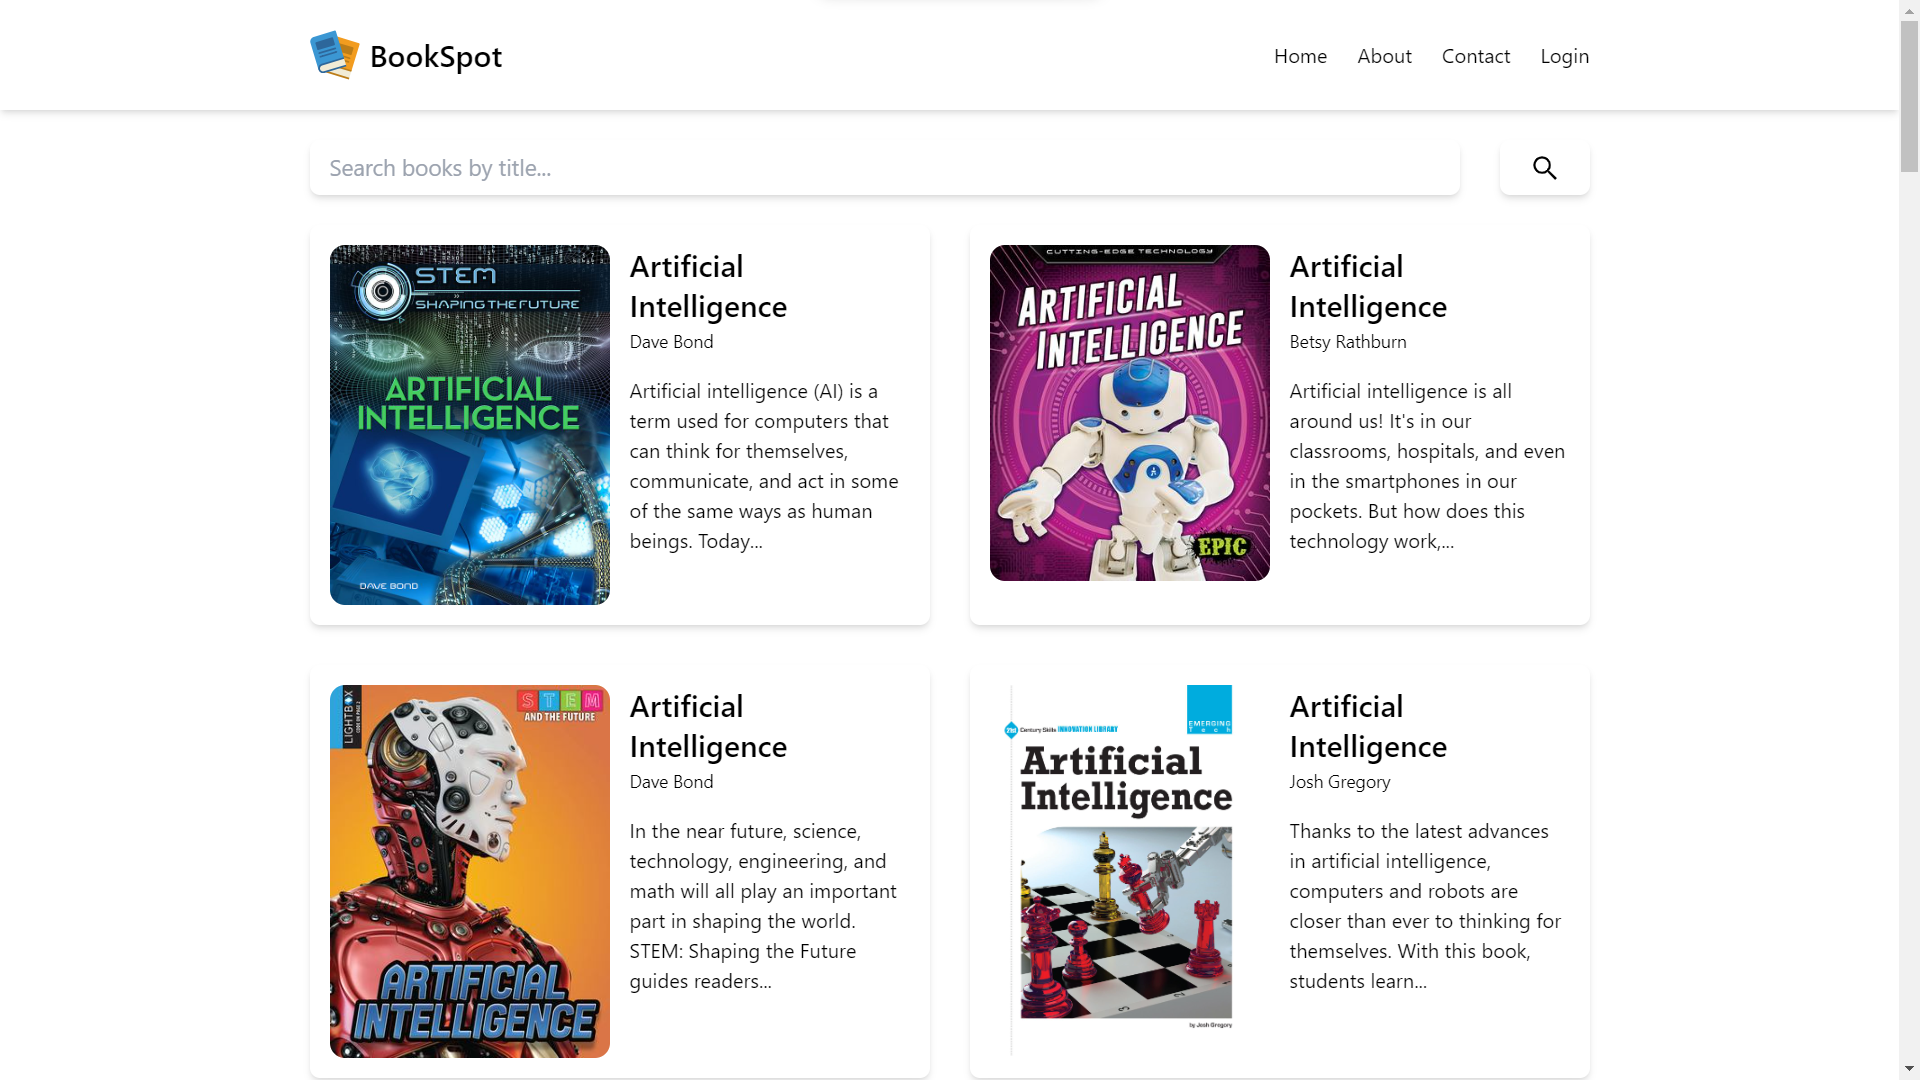 BookSpot
Home
About
Contact
Login
Search books by title...
STEM
SHAPING THE FUTURE
ARTIFICIAL
INTELLIGENCE
DAVE BOND
Artificial
Intelligence
Dave Bond
Artificial intelligence (AI) is a
term used for computers that
can think for themselves,
communicate, and act in some
of the same ways as human
beings. Today...
CUTTING-EDGE TECHNOLOGY
ARTIFICIAL
INTELLIGENCE
EPIC
Artificial
Intelligence
Betsy Rathburn
Artificial intelligence is all
around us! It's in our
classrooms, hospitals, and even
in the smartphones in our
pockets. But how does this
technology work,...
LIGHTBOX
STEM
AND THE FUTURE
ARTIFICIAL
INTELLIGENCE
Artificial
Intelligence
Dave Bond
In the near future, science,
technology, engineering, and
math will all play an important
part in shaping the world.
STEM: Shaping the Future
guides readers...
EMERGING
Tech
21st Century Skills INNOVATION LIBRARY
Artificial
Intelligence
by Josh Gregory
Artificial
Intelligence
Josh Gregory
Thanks to the latest advances
in artificial intelligence,
computers and robots are
closer than ever to thinking for
themselves. With this book,
students learn...